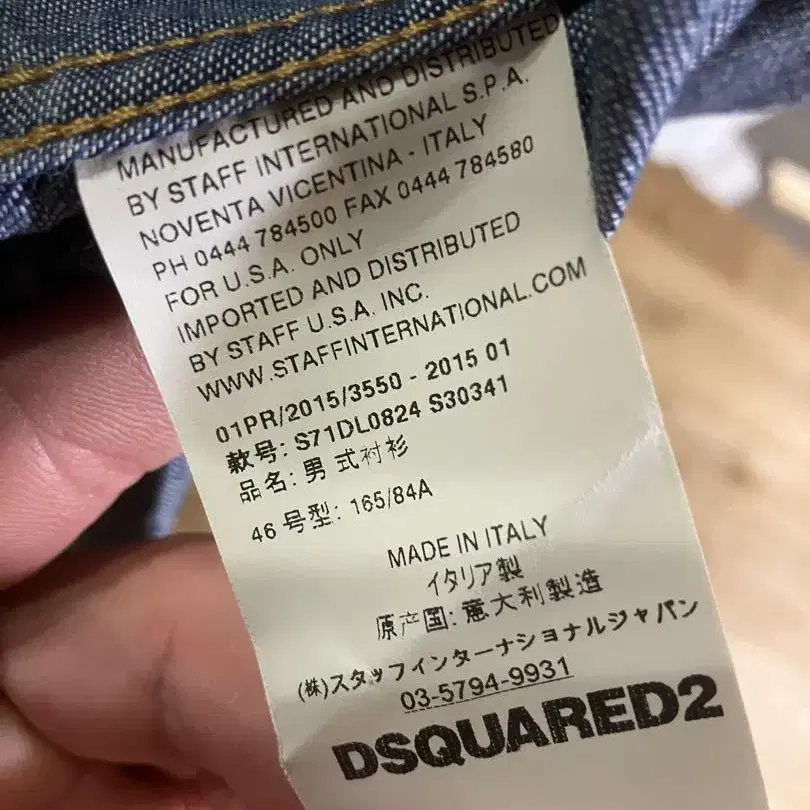 MANUFACTURED AND DISTRIBUTED
BY STAFF INTERNATIONAL S.P.A.
NOVENTA VICENTINA - ITALY
PH 0444 784500 FAX 0444 784580
FOR U.S.A. ONLY
IMPORTED AND DISTRIBUTED
BY STAFF U.S.A. INC.
WWW.STAFFINTERNATIONAL.COM
01PR/2015/3550 - 2015 01
款号: S71DL0824 S30341
品名: 男 式衬衫
46 号型: 165/84A
MADE IN ITALY
イタリア製
原产国: 意大利製造
(株)スタッフインターナショナルジャパン
03-5794-9931
DSQUARED2